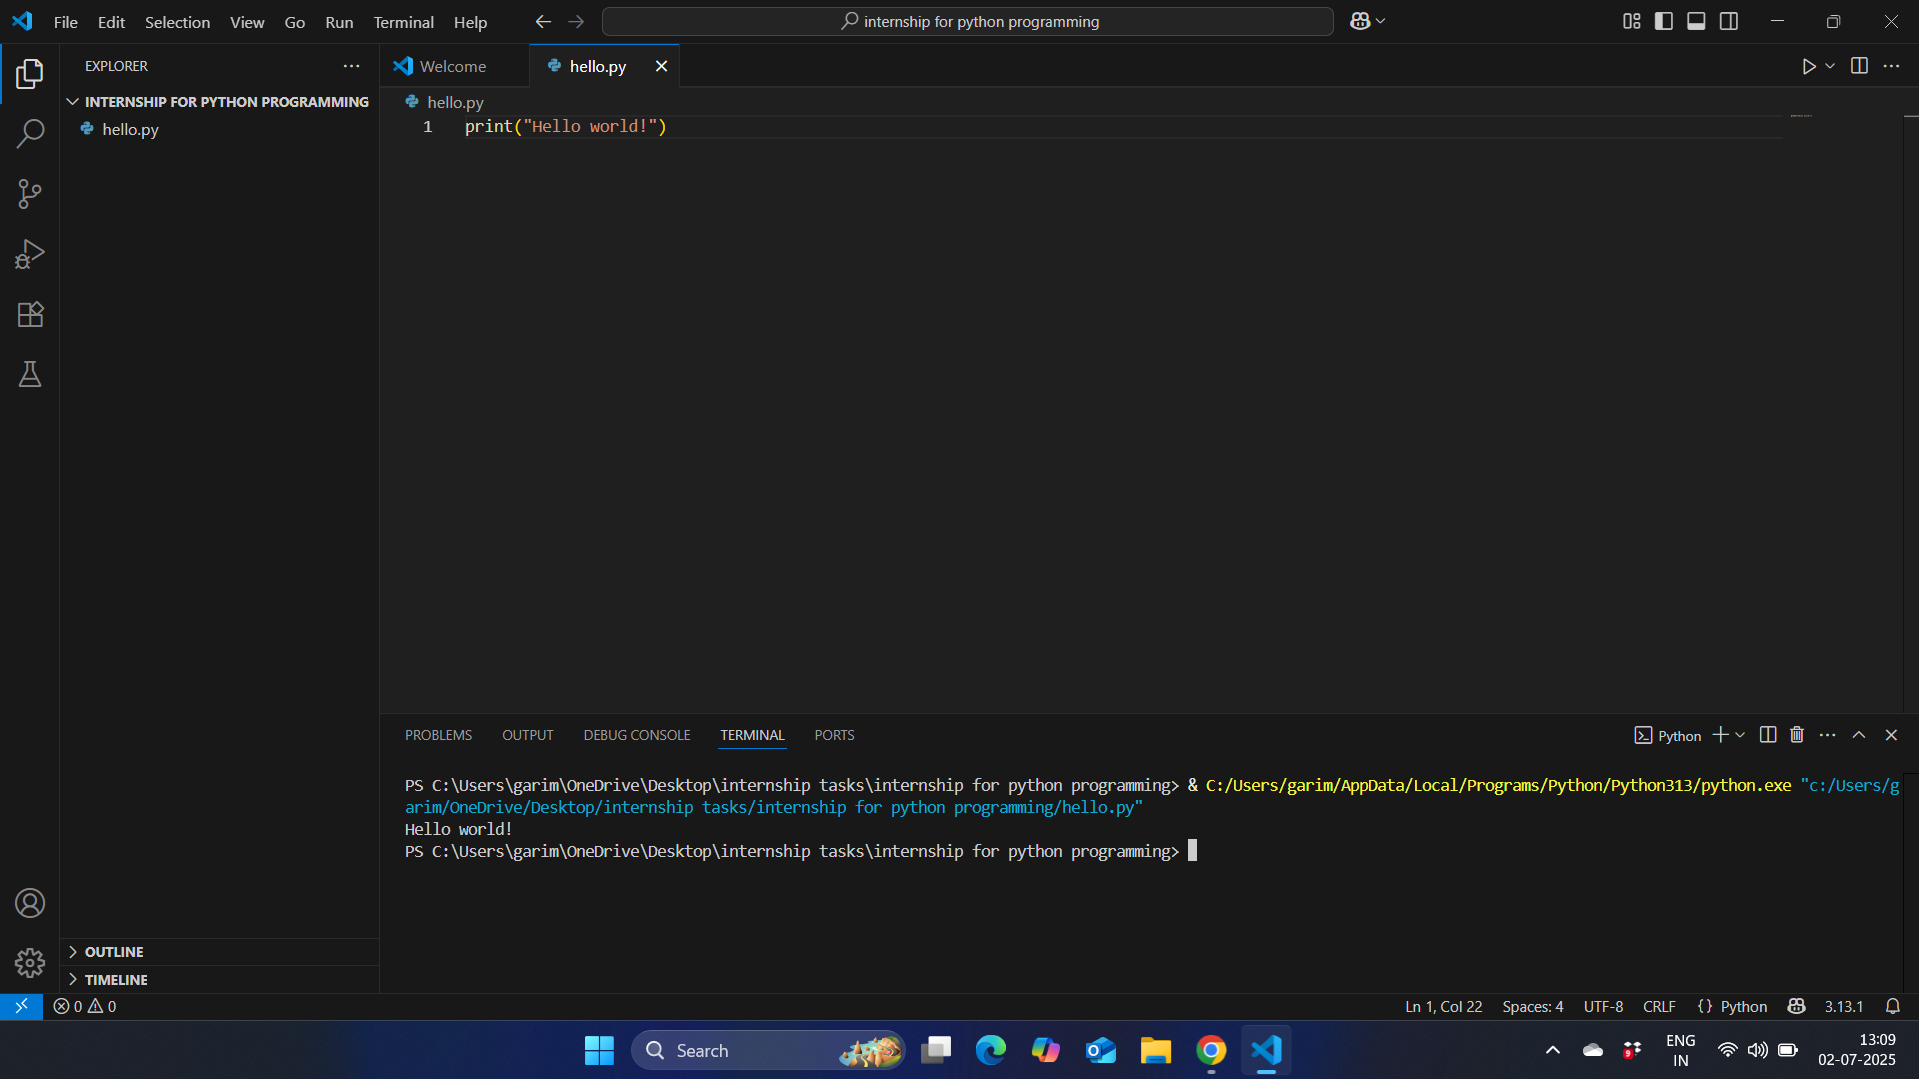 File Edit Selection View Go Run Terminal Help
internship for python programming
EXPLORER
INTERNSHIP FOR PYTHON PROGRAMMING
hello.py
Welcome
hello.py
hello.py
1 print("Hello world!")
PROBLEMS OUTPUT DEBUG CONSOLE TERMINAL PORTS
Python
PS C:\Users\garim\OneDrive\Desktop\internship tasks\internship for python programming> & C:/Users/garim/AppData/Local/Programs/Python/Python313/python.exe "c:/Users/g
arim/OneDrive/Desktop/internship tasks/internship for python programming/hello.py"
Hello world!
PS C:\Users\garim\OneDrive\Desktop\internship tasks\internship for python programming>
OUTLINE
TIMELINE
0 0
Ln 1, Col 22 Spaces: 4 UTF-8 CRLF {} Python 3.13.1
Search
9
ENG
IN
13:09
02-07-2025